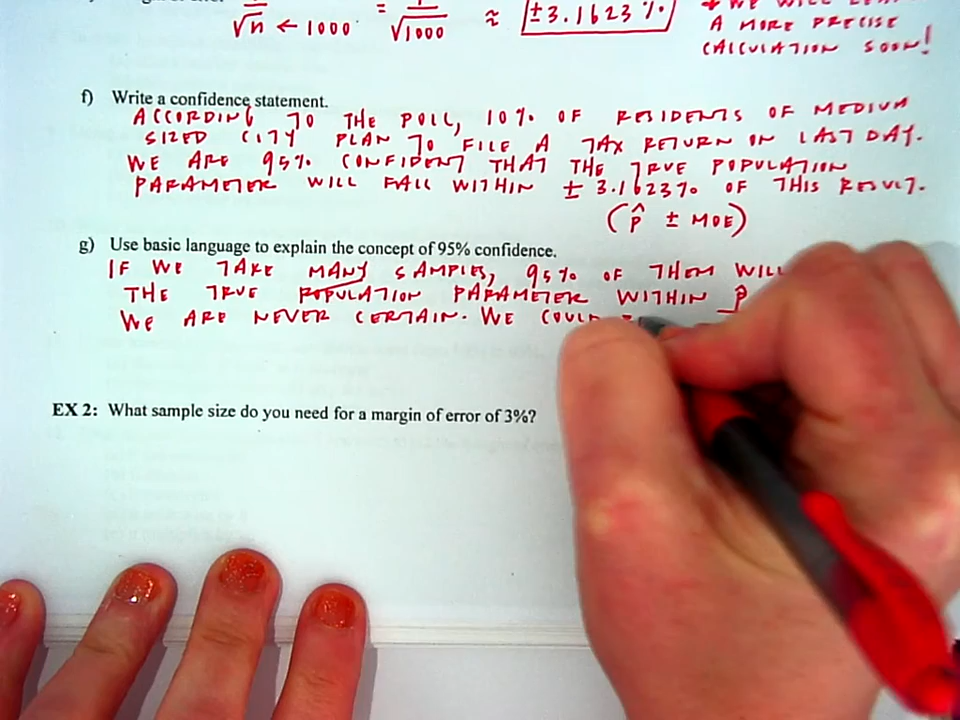 √n ← 1000 = √1000 ≈ ±3.1623%
A MORE PRECISE
CALCULATION SOON!
f) Write a confidence statement.
ACCORDING TO THE POLL, 10% OF RESIDENTS OF MEDIUM
SIZED CITY PLAN TO FILE A TAX RETURN ON LAST DAY.
WE ARE 95% CONFIDENT THAT THE TRUE POPULATION
PARAMETER WILL FALL WITHIN ± 3.1623% OF THIS RESULT.
(p̂ ± MOE)
g) Use basic language to explain the concept of 95% confidence.
IF WE TAKE MANY SAMPLES, 95% OF THEM WILL
THE TRUE POPULATION PARAMETER WITHIN p̂
WE ARE NEVER CERTAIN. WE COULD
EX 2: What sample size do you need for a margin of error of 3%?